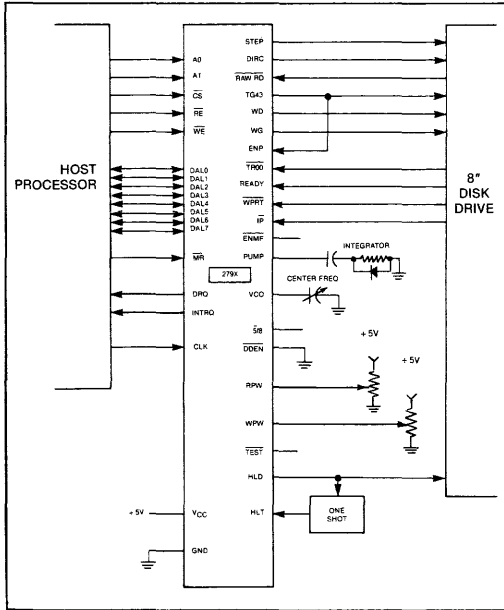 HOST
PROCESSOR
A0
A1
CS
RE
WE
DAL0
DAL1
DAL2
DAL3
DAL4
DAL5
DAL6
DAL7
MR
DRQ
INTRQ
CLK
+5V
VCC
GND
279X
STEP
DIRC
RAW RD
TG43
WD
WG
ENP
TR00
READY
WPRT
IP
ENMF
PUMP
VCO
5/8
DDEN
RPW
WPW
TEST
HLD
HLT
INTEGRATOR
CENTER FREQ
+5V
+5V
ONE
SHOT
8"
DISK
DRIVE